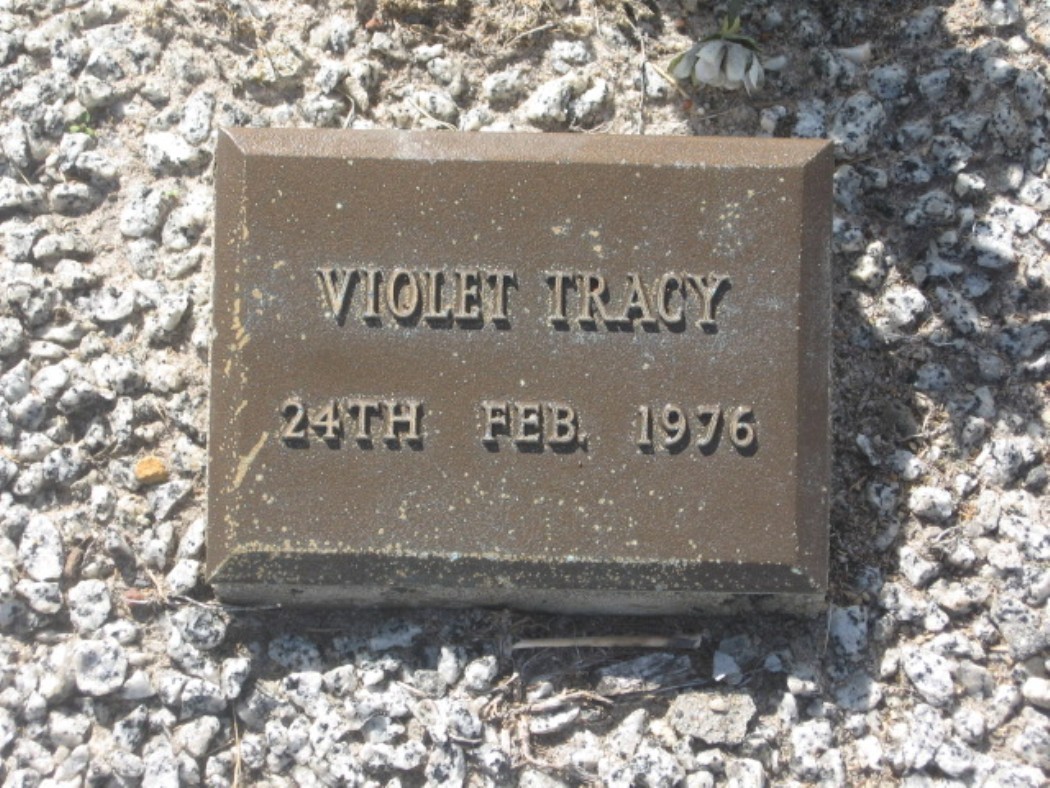 VIOLET TRACY
24TH FEB. 1976